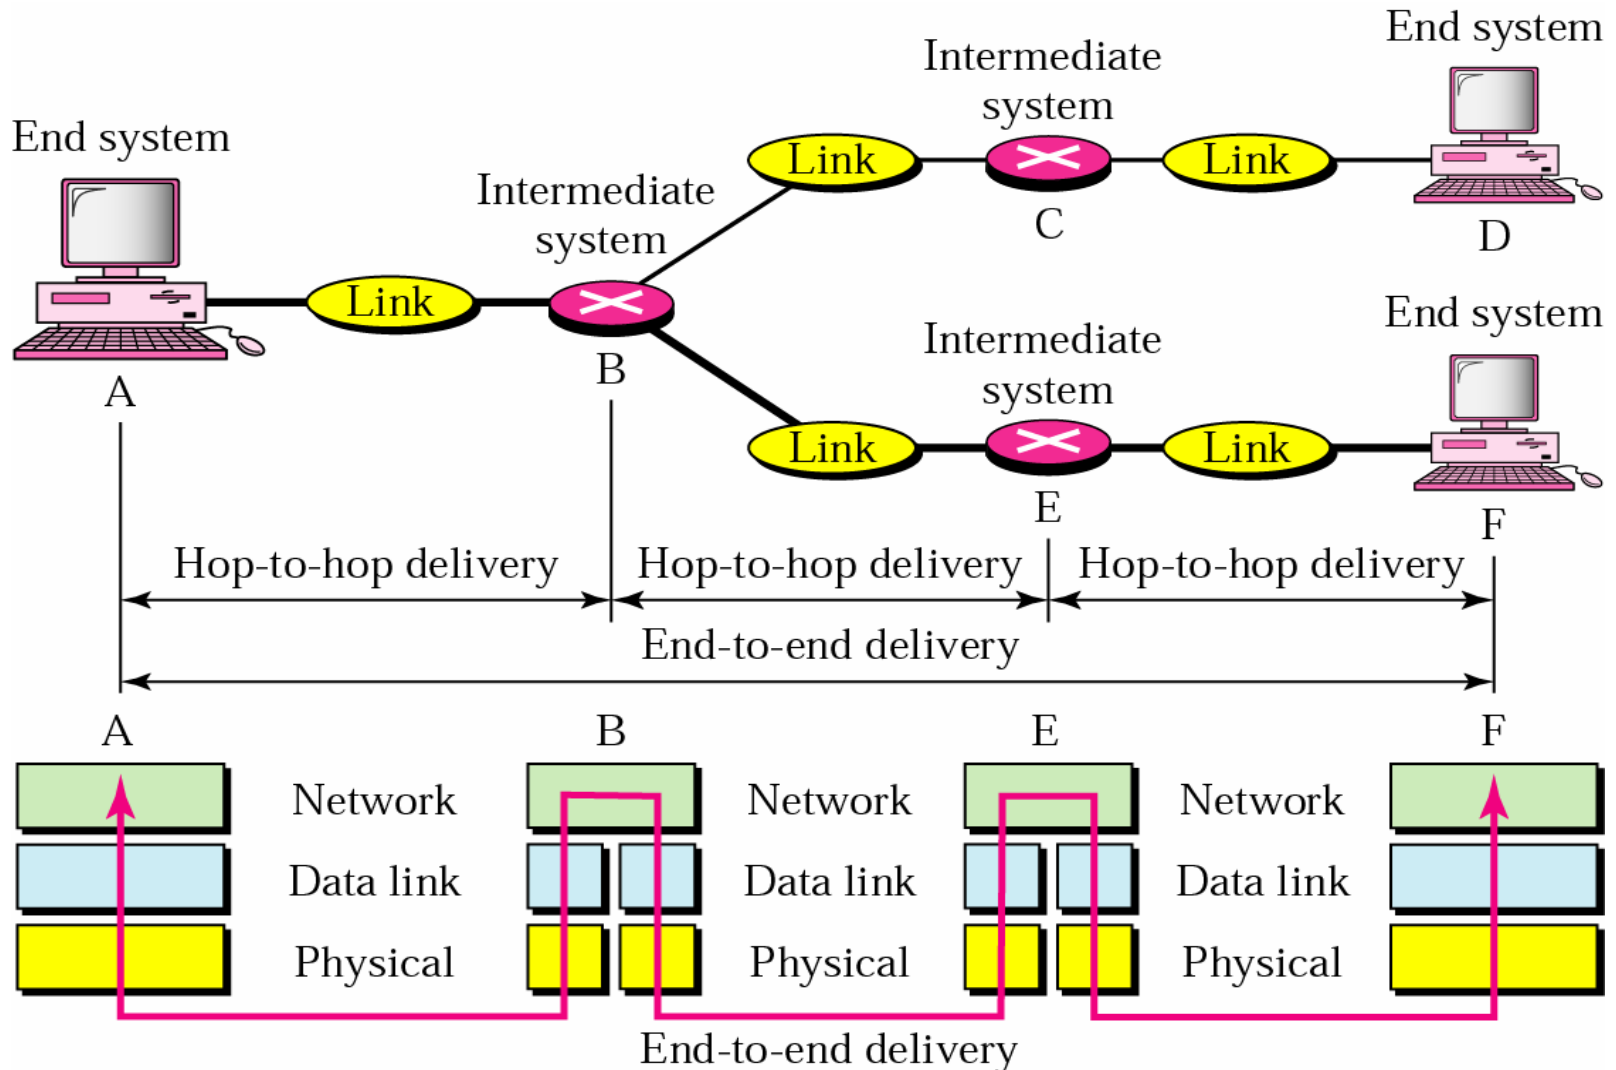 End system
Intermediate
system
End system
Link
Link
C
D
Intermediate
system
Link
B
A
Intermediate
system
End system
Link
Link
E
F
Hop-to-hop delivery
Hop-to-hop delivery
Hop-to-hop delivery
End-to-end delivery
A
B
E
F
Network
Network
Network
Data link
Data link
Data link
Physical
Physical
Physical
End-to-end delivery